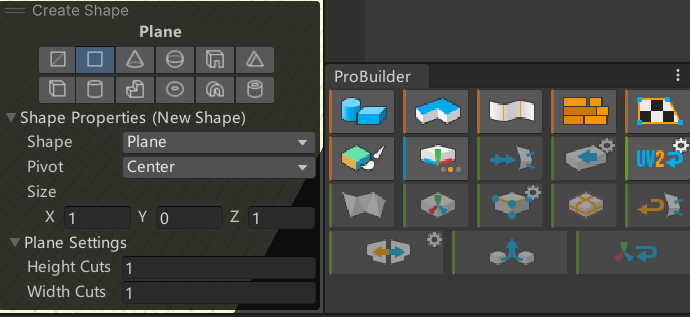 Create Shape
Plane
Shape Properties (New Shape)
Shape Plane
Pivot Center
Size
X 1 Y 0 Z 1
Plane Settings
Height Cuts 1
Width Cuts 1
ProBuilder
UV2